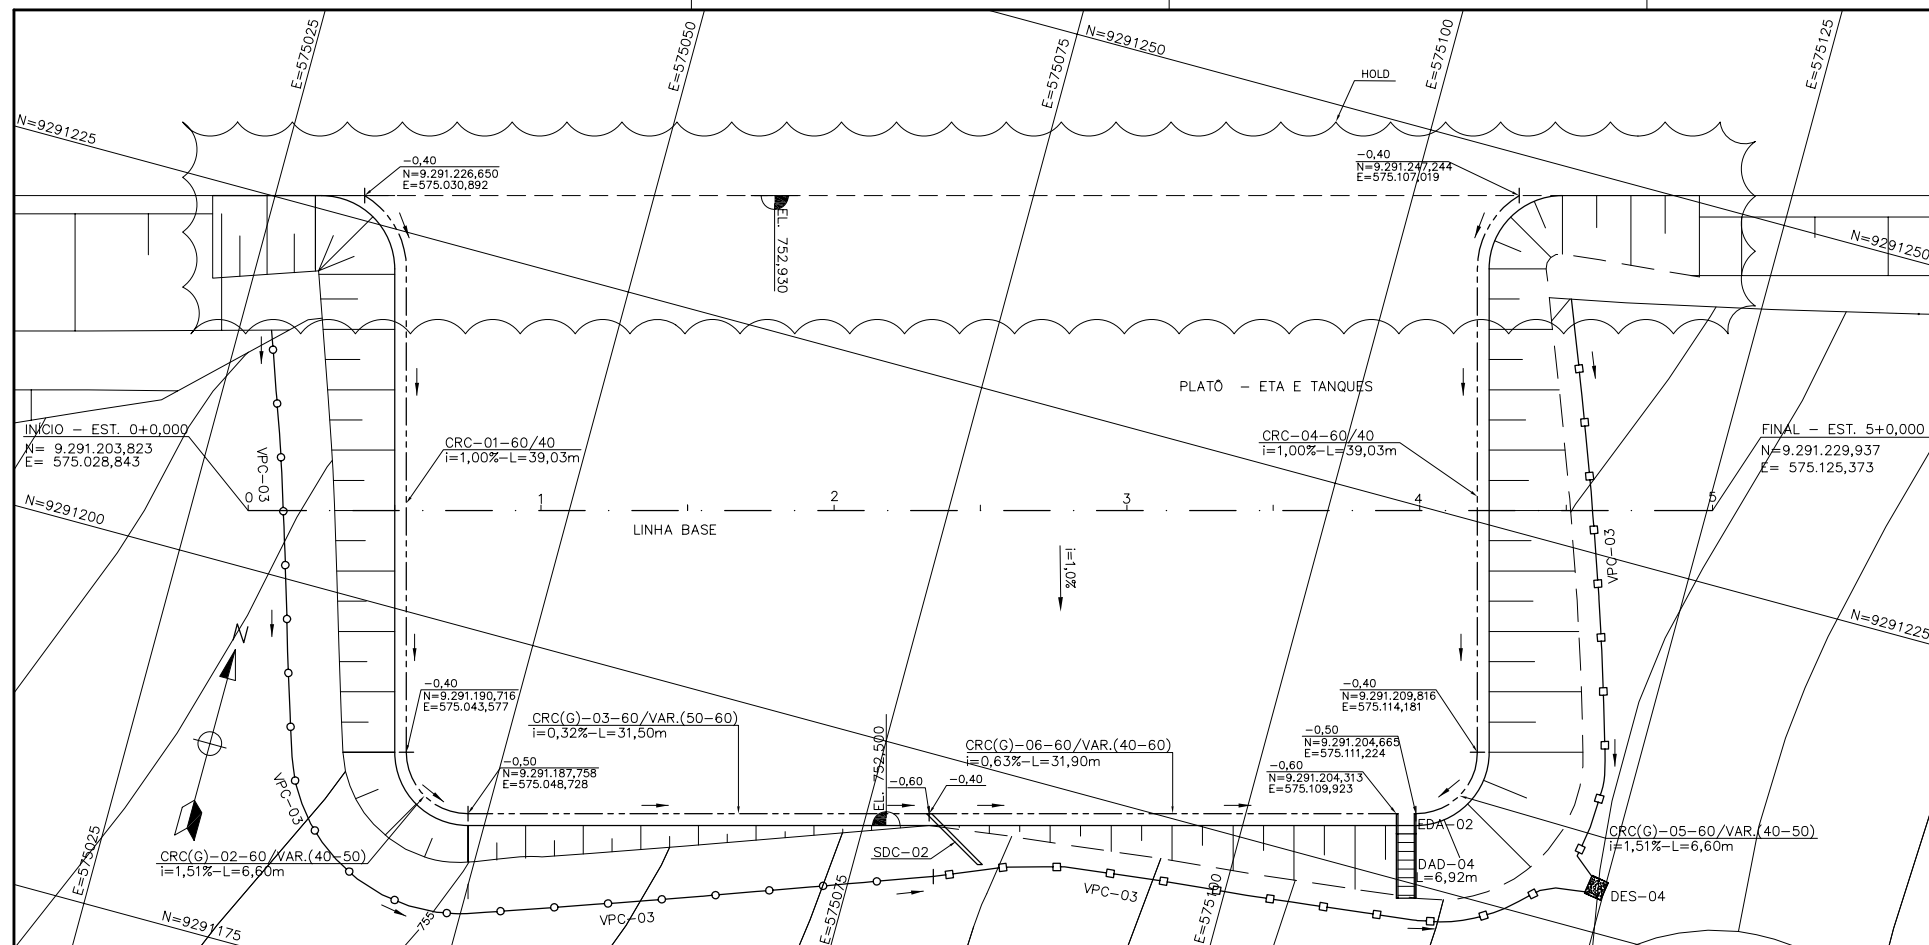 E=575025
E=575050
E=575075
E=575100
E=575125
N=9291250
HOLD
N=9291225
-0,40
N=9.291.226,650
E=575.030,892
-0,40
N=9.291.247,244
E=575.107,019
EL. 752,930
N=9291250
PLATÔ - ETA E TANQUES
INÍCIO - EST. 0+0,000
N= 9.291.203,823
E= 575.028,843
CRC-01-60/40
i=1,00%-L=39,03m
CRC-04-60/40
i=1,00%-L=39,03m
FINAL - EST. 5+0,000
N=9.291.229,937
E= 575.125,373
VPC-03
0
1
2
3
4
5
N=9291200
LINHA BASE
i=1,0%
VPC-03
N=9291225
N
-0,40
N=9.291.190,716
E=575.043,577
-0,40
N=9.291.209,816
E=575.114,181
CRC(G)-03-60/VAR.(50-60)
i=0,32%-L=31,50m
EL. 752,500
CRC(G)-06-60/VAR.(40-60)
i=0,63%-L=31,90m
-0,50
N=9.291.204,665
E=575.111,224
-0,50
N=9.291.187,758
E=575.048,728
-0,60
-0,40
-0,60
N=9.291.204,313
E=575.109,923
VPC-03
EDA-02
CRC(G)-05-60/VAR.(40-50)
i=1,51%-L=6,60m
CRC(G)-02-60/VAR.(40-50)
i=1,51%-L=6,60m
SDC-02
DAD-04
L=6,92m
E=575025
E=575075
E=575100
VPC-03
VPC-03
DES-04
N=9291175
755